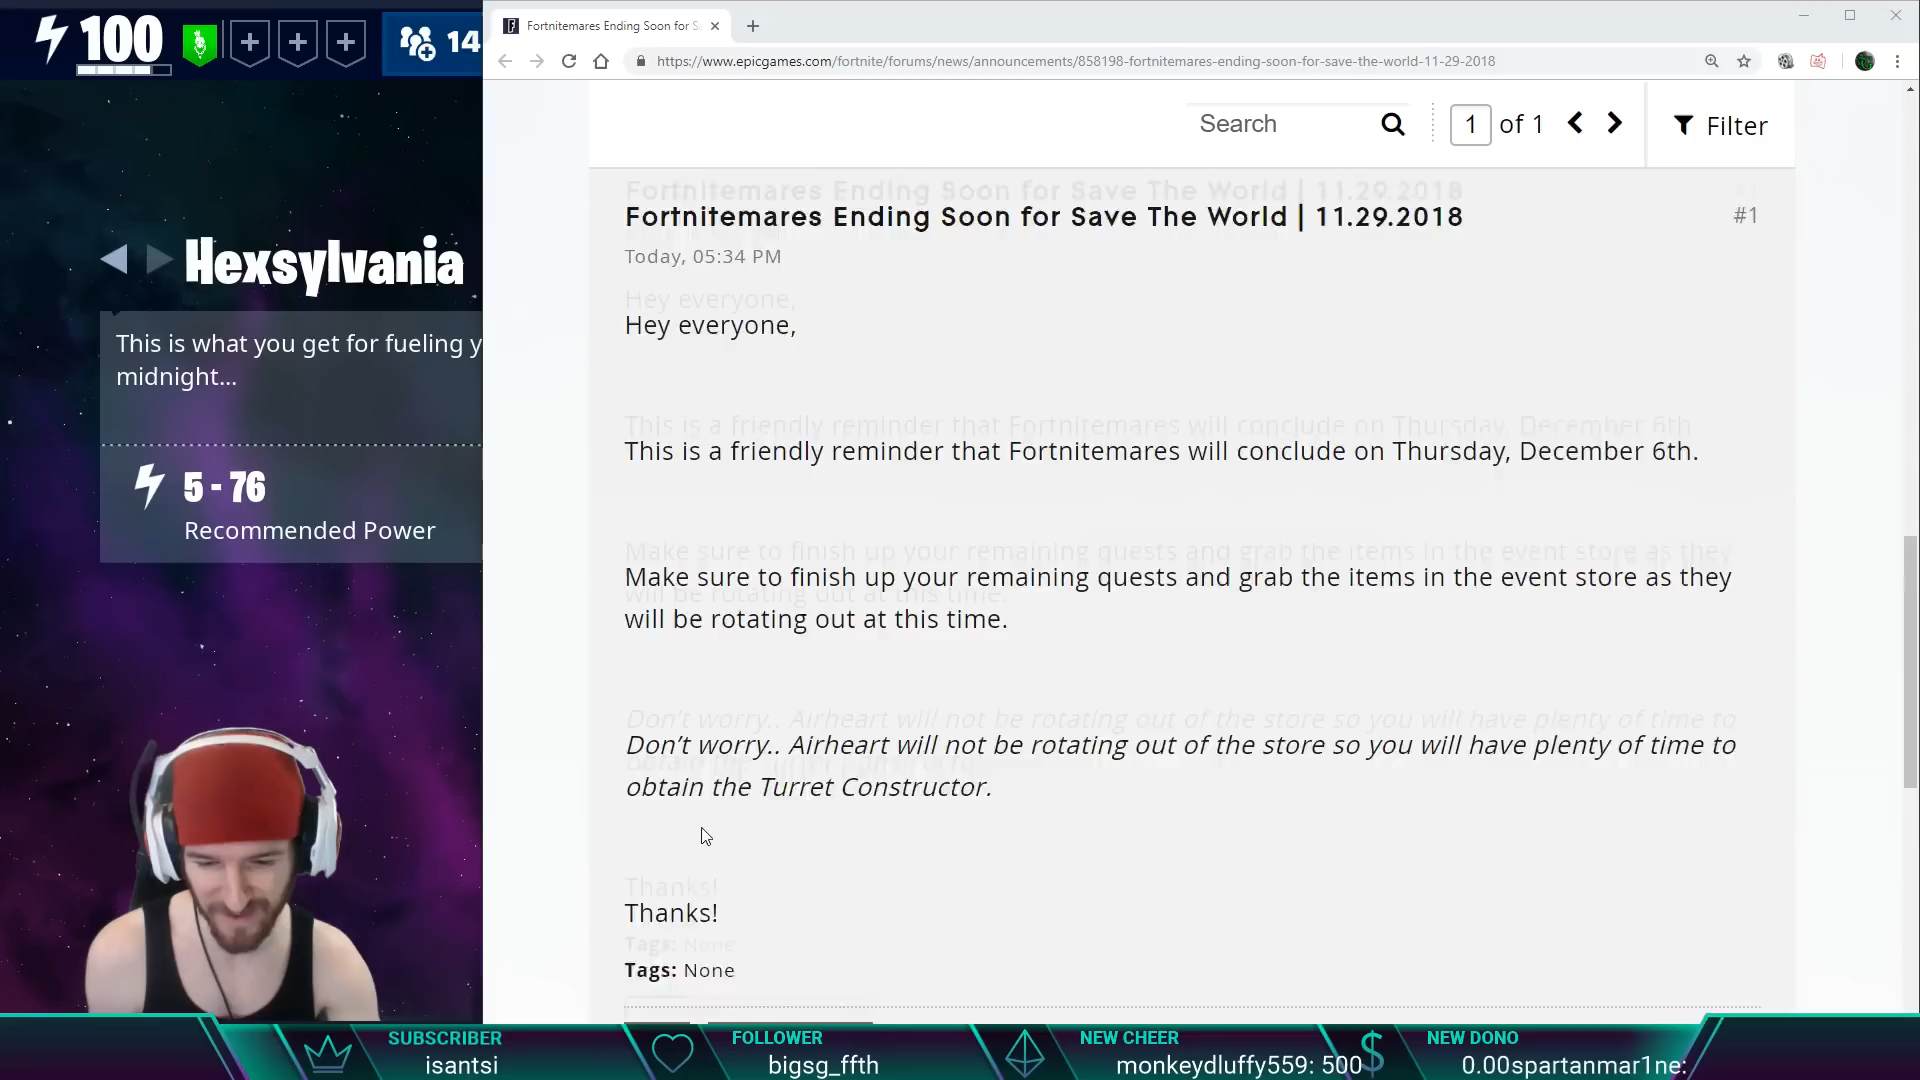 100
14
Fortnitemares Ending Soon for S
https://www.epicgames.com/fortnite/forums/news/announcements/858198-fortnitemares-ending-soon-for-save-the-world-11-29-2018
Search
1 of 1
Filter
Fortnitemares Ending Soon for Save The World | 11.29.2018
#1
Today, 05:34 PM
Hey everyone,
This is a friendly reminder that Fortnitemares will conclude on Thursday, December 6th.
Make sure to finish up your remaining quests and grab the items in the event store as they
will be rotating out at this time.
Don't worry.. Airheart will not be rotating out of the store so you will have plenty of time to
obtain the Turret Constructor.
Thanks!
Tags: None
Hexsylvania
This is what you get for fueling y
midnight...
5 - 76
Recommended Power
SUBSCRIBER
isantsi
FOLLOWER
bigsg_ffth
NEW CHEER
monkeydluffy559: 500
NEW DONO
0.00spartanmar1ne: